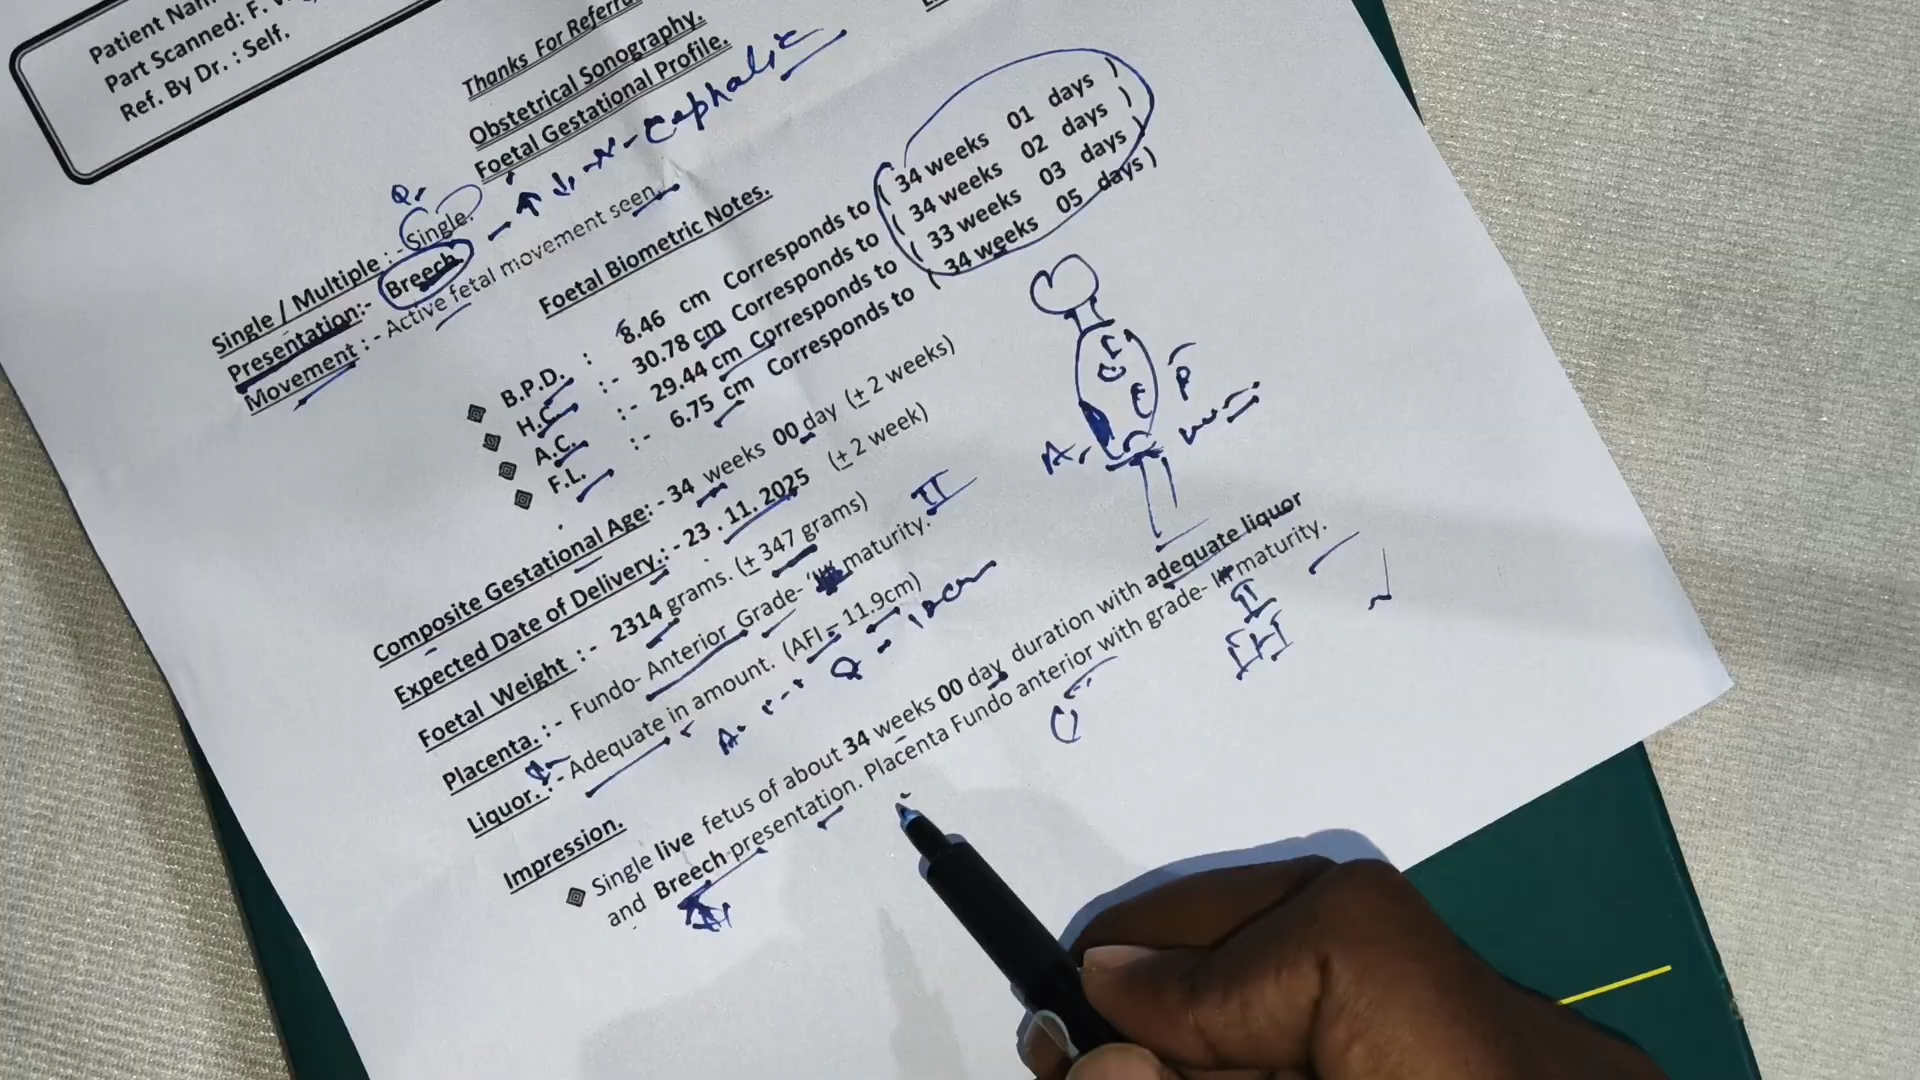 Patient Nam
Part Scanned: F.
Ref. By Dr. : Self.
Thanks For Referra
Obstetrical Sonography.
Foetal Gestational Profile.
- ↑ ↓, - N - Cephalic
Single / Multiple : - Single.
Presentation:- Breech
Movement : - Active fetal movement seen.
Foetal Biometric Notes.
B.P.D. : 8.46 cm Corresponds to ( 34 weeks 01 days )
H.C. :- 30.78 cm Corresponds to ( 34 weeks 02 days )
A.C. :- 29.44 cm Corresponds to ( 33 weeks 03 days )
F.L. :- 6.75 cm Corresponds to ( 34 weeks 05 days )
A. P
Composite Gestational Age: - 34 weeks 00 day (± 2 weeks)
Expected Date of Delivery.: - 23 . 11. 2025 (± 2 week)
Foetal Weight : - 2314 grams. (± 347 grams)
Placenta. : - Fundo- Anterior Grade- maturity. II
Liquor. : - Adequate in amount. (AFI – 11.9cm)
Impression.
Single live fetus of about 34 weeks 00 day duration with adequate liquor
and Breech presentation. Placenta Fundo anterior with grade- maturity.
II